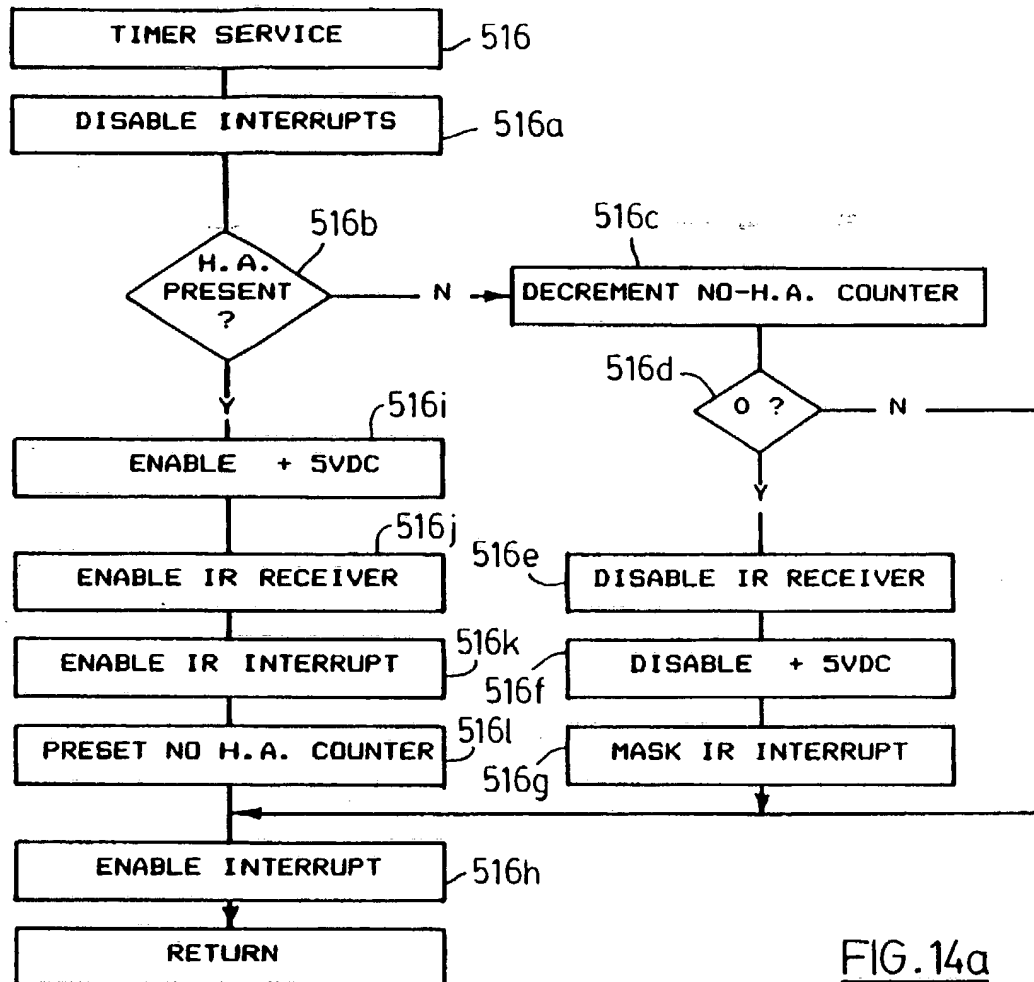 TIMER SERVICE
516
DISABLE INTERRUPTS
516a
516b
H.A.
PRESENT
?
N
516c
DECREMENT NO-H.A. COUNTER
516d
0 ?
N
Y
516i
ENABLE + 5VDC
Y
516j
ENABLE IR RECEIVER
516e
DISABLE IR RECEIVER
ENABLE IR INTERRUPT
516k
516f
DISABLE + 5VDC
PRESET NO H.A. COUNTER
516l
516g
MASK IR INTERRUPT
ENABLE INTERRUPT
516h
RETURN
FIG.14a